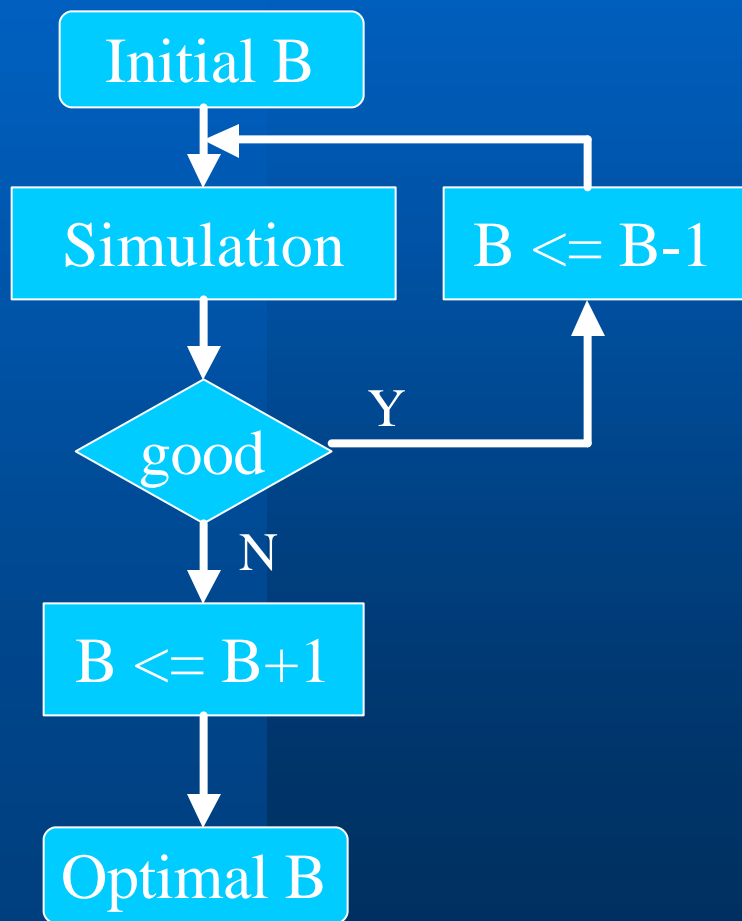 Initial B
Simulation
B <= B-1
good
Y
N
B <= B+1
Optimal B